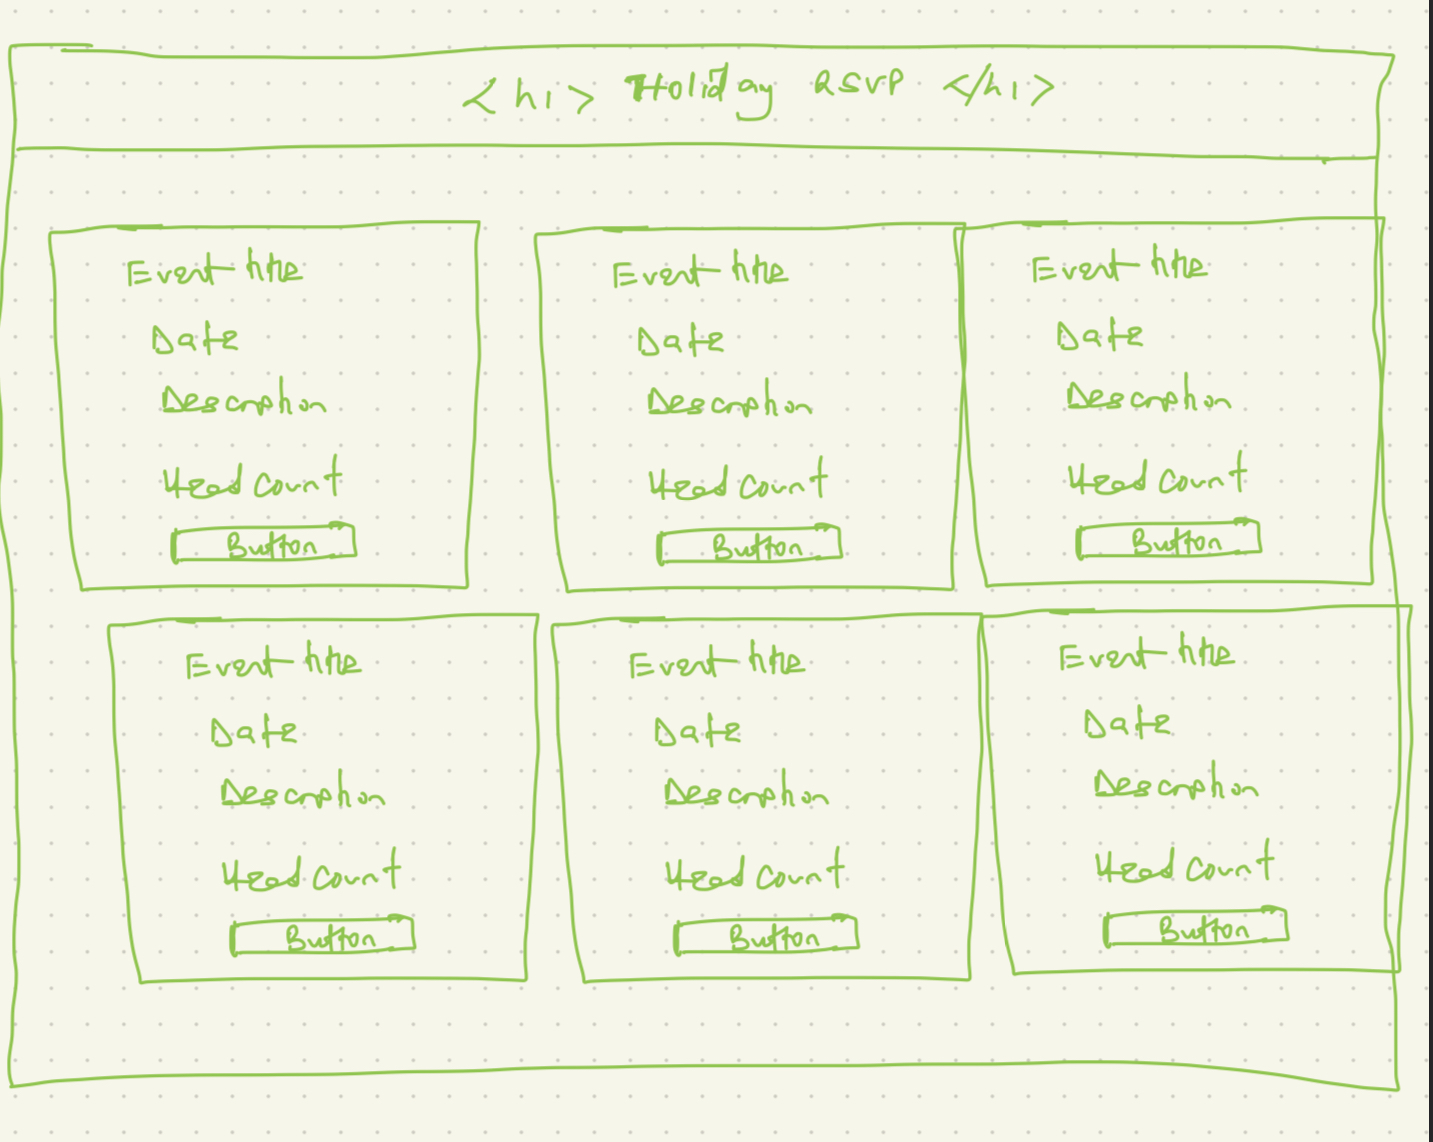 <h1> Holiday RSVP </h1>
Event title
Date
Description
Head count
Button
Event title
Date
Description
Head count
Button
Event title
Date
Description
Head count
Button
Event title
Date
Description
Head count
Button
Event title
Date
Description
Head count
Button
Event title
Date
Description
Head count
Button